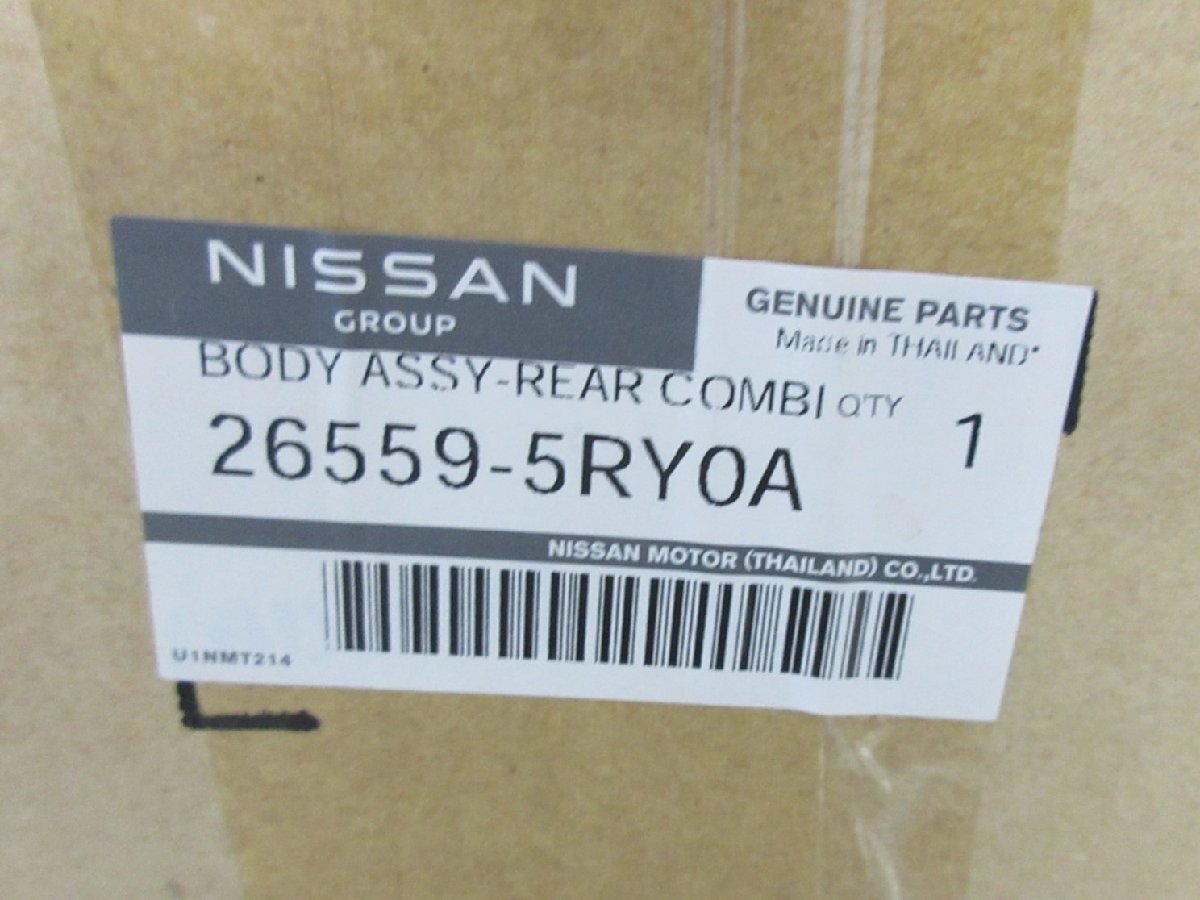 NISSAN
GROUP
GENUINE PARTS
Made in THAILAND*
BODY ASSY-REAR COMBI Q'TY 1
26559-5RY0A
NISSAN MOTOR (THAILAND) CO.,LTD.
U1NMT214